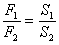 F₁/F₂ = S₁/S₂